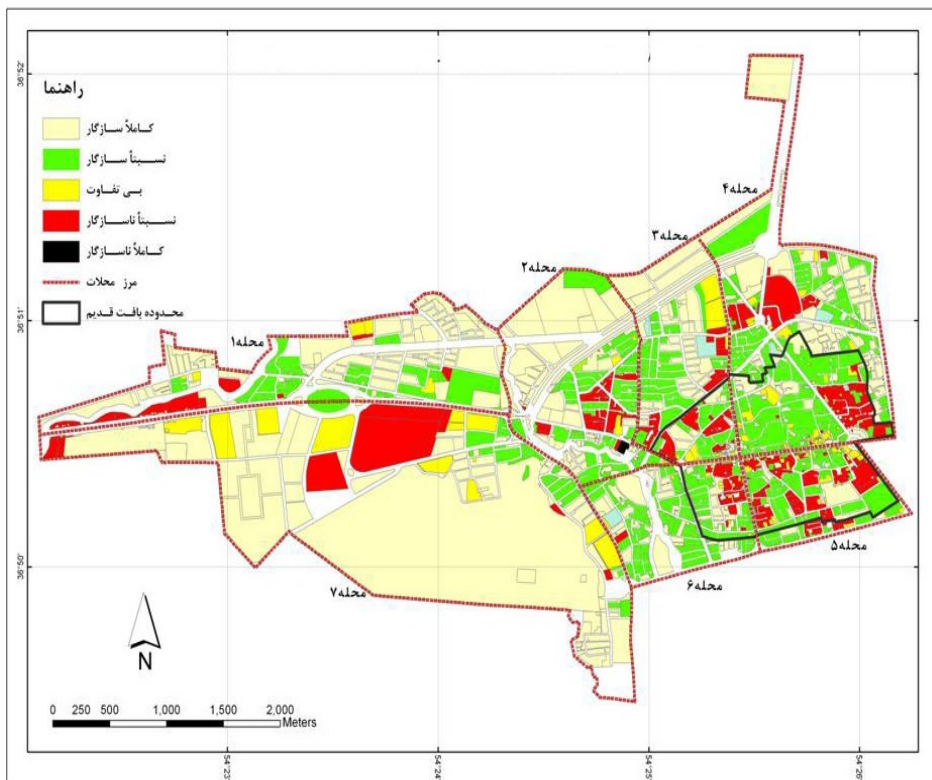 راهنما
کاملاً سازگار
نسبتاً سازگار
بی تفاوت
نسبتاً ناسازگار
کاملاً ناسازگار
مرز محلات
محدوده بافت قدیم
محله۱
محله۲
محله۳
محله۴
محله۵
محله۶
محله۷
36°52'
36°51'
36°50'
54°23'
54°24'
54°25'
54°26'
N
0 250 500 1,000 1,500 2,000
Meters